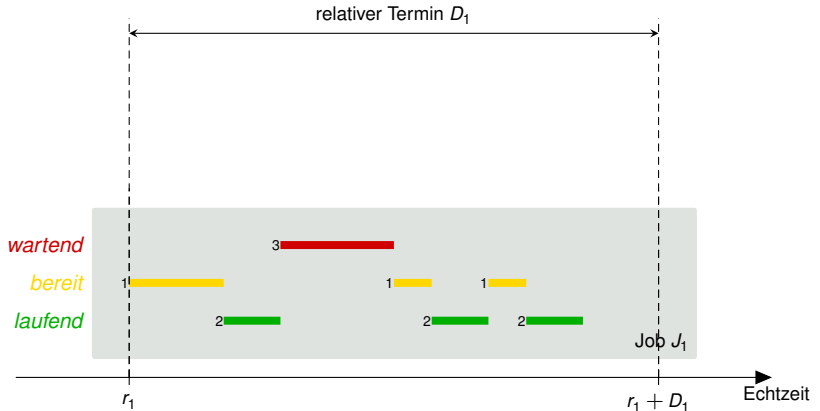 relativer Termin D₁
wartend
3
bereit
1
1
1
laufend
2
2
2
Job J₁
r₁
r₁ + D₁
Echtzeit